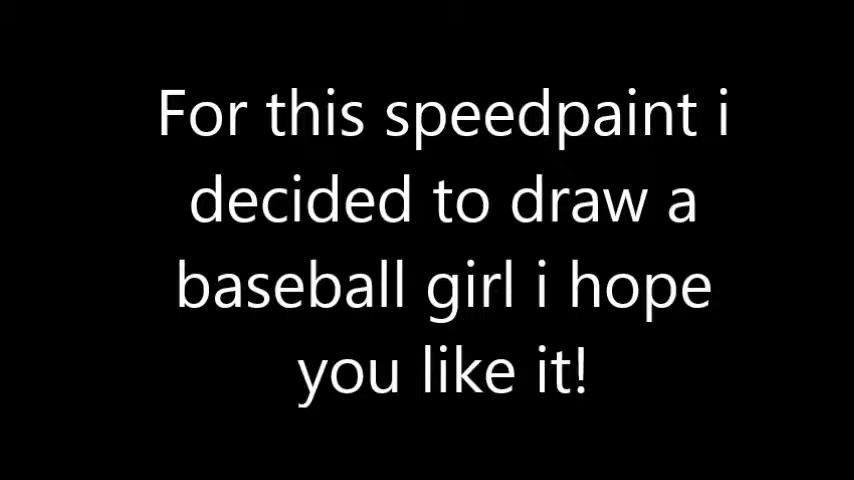 For this speedpaint i
decided to draw a
baseball girl i hope
you like it!